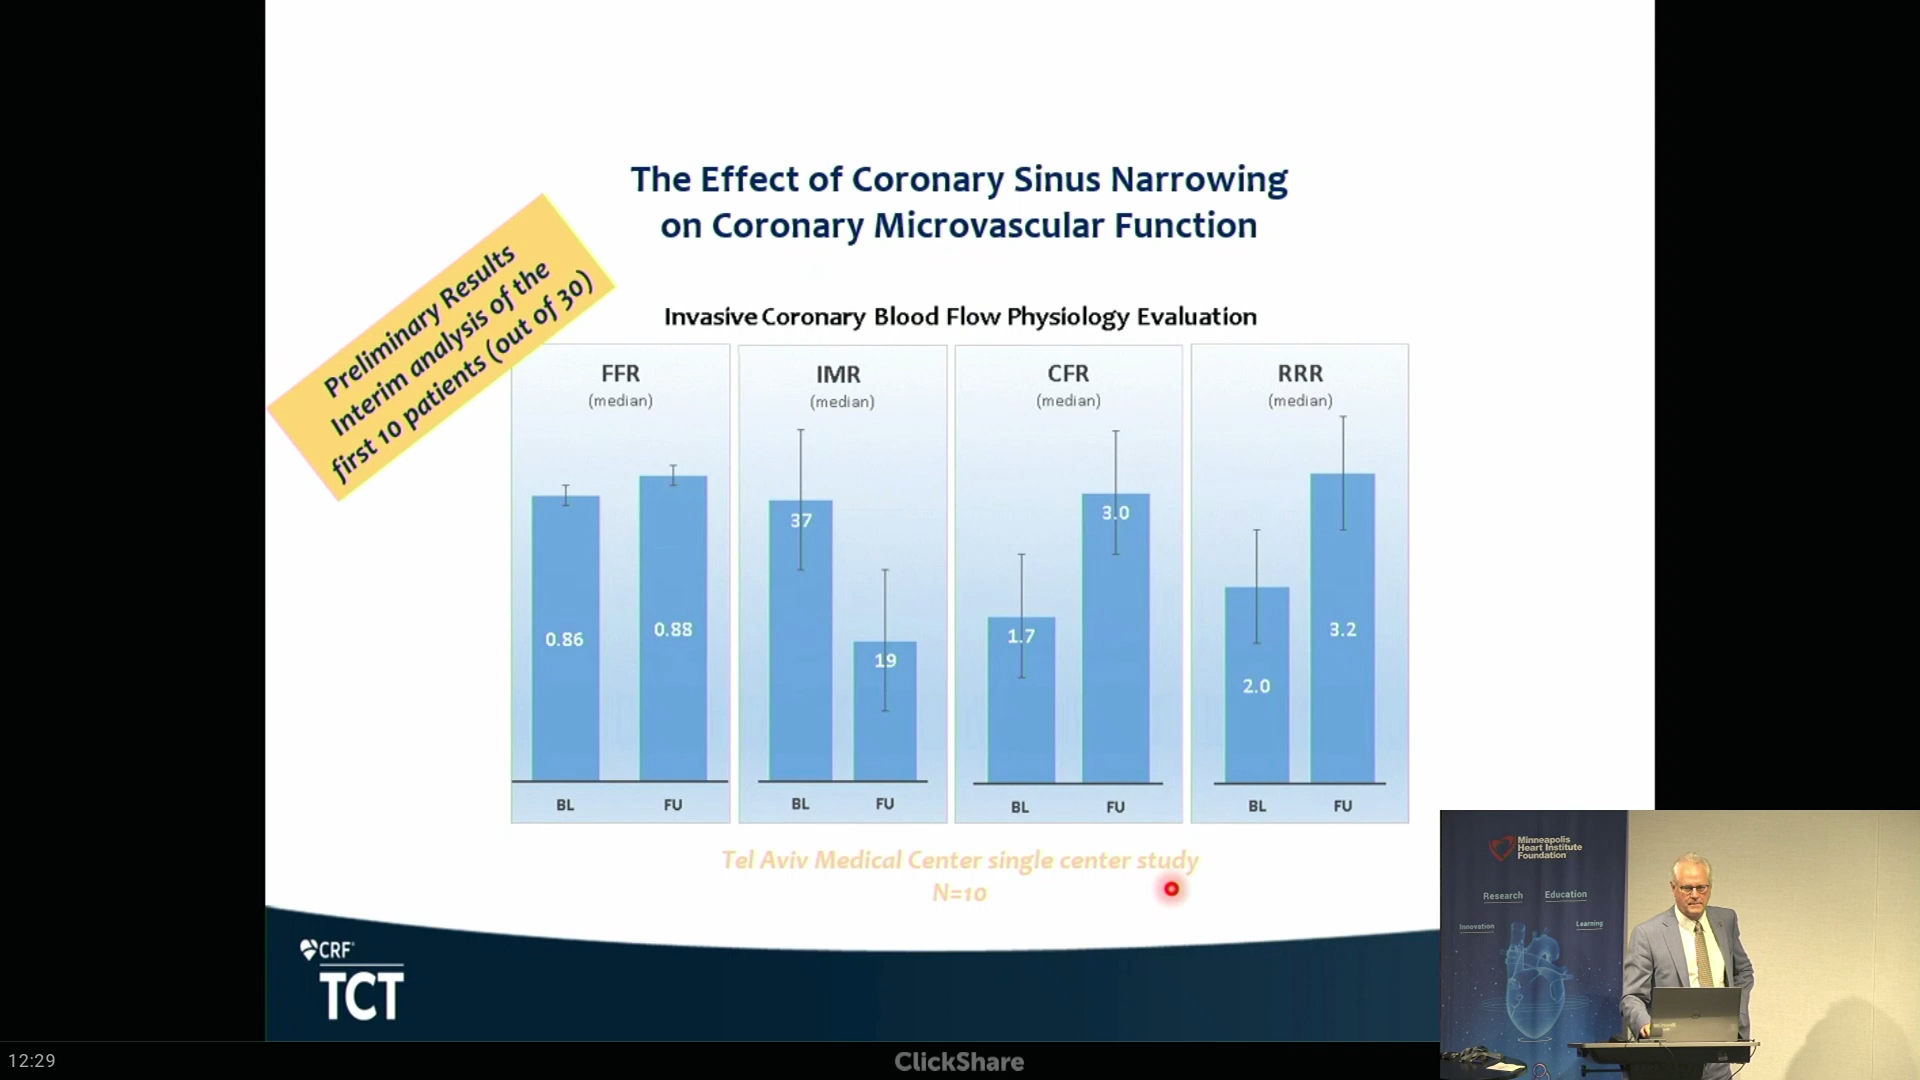 The Effect of Coronary Sinus Narrowing
on Coronary Microvascular Function
Preliminary Results
Interim analysis of the
first 10 patients (out of 30)
Invasive Coronary Blood Flow Physiology Evaluation
FFR
(median)
0.86
0.88
BL
FU
IMR
(median)
37
19
BL
FU
CFR
(median)
1.7
3.0
BL
FU
RRR
(median)
2.0
3.2
BL
FU
Tel Aviv Medical Center single center study
N=10
CRF
TCT
Minneapolis
Heart Institute
Foundation
Research
Education
Innovation
Learning
12:29
ClickShare